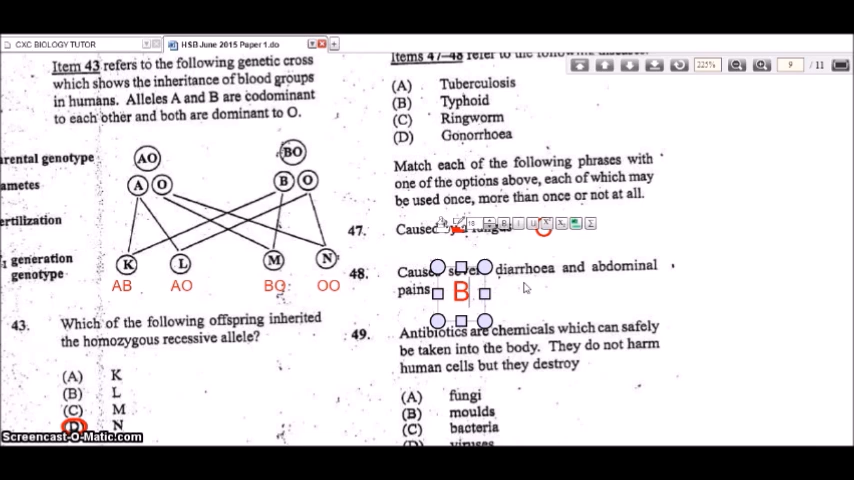 CXC BIOLOGY TUTOR
HSB June 2015 Paper 1.do
225%
9 / 11
Item 43 refers to the following genetic cross
which shows the inheritance of blood groups
in humans. Alleles A and B are codominant
to each other and both are dominant to O.
arental genotype AO BO
ametes A O B O
ertilization
generation K L M N
genotype AB AO BO OO
43. Which of the following offspring inherited
the homozygous recessive allele?
(A) K
(B) L
(C) M
(D) N
Items 47–48 refer to the
(A) Tuberculosis
(B) Typhoid
(C) Ringworm
(D) Gonorrhoea
Match each of the following phrases with
one of the options above, each of which may
be used once, more than once or not at all.
47. Caused
48. diarrhoea and abdominal
pains B
49. Antibiotics are chemicals which can safely
be taken into the body. They do not harm
human cells but they destroy
(A) fungi
(B) moulds
(C) bacteria
(D) viruses
Screencast-O-Matic.com